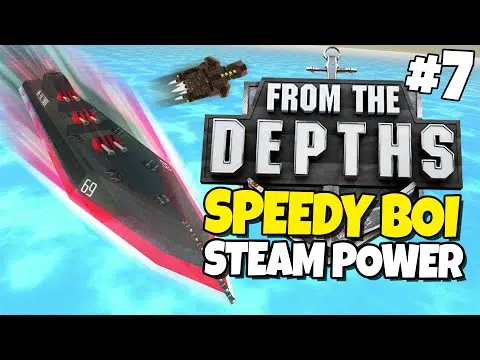 #7
FROM THE
DEPTHS
SPEEDY BOI
STEAM POWER
69